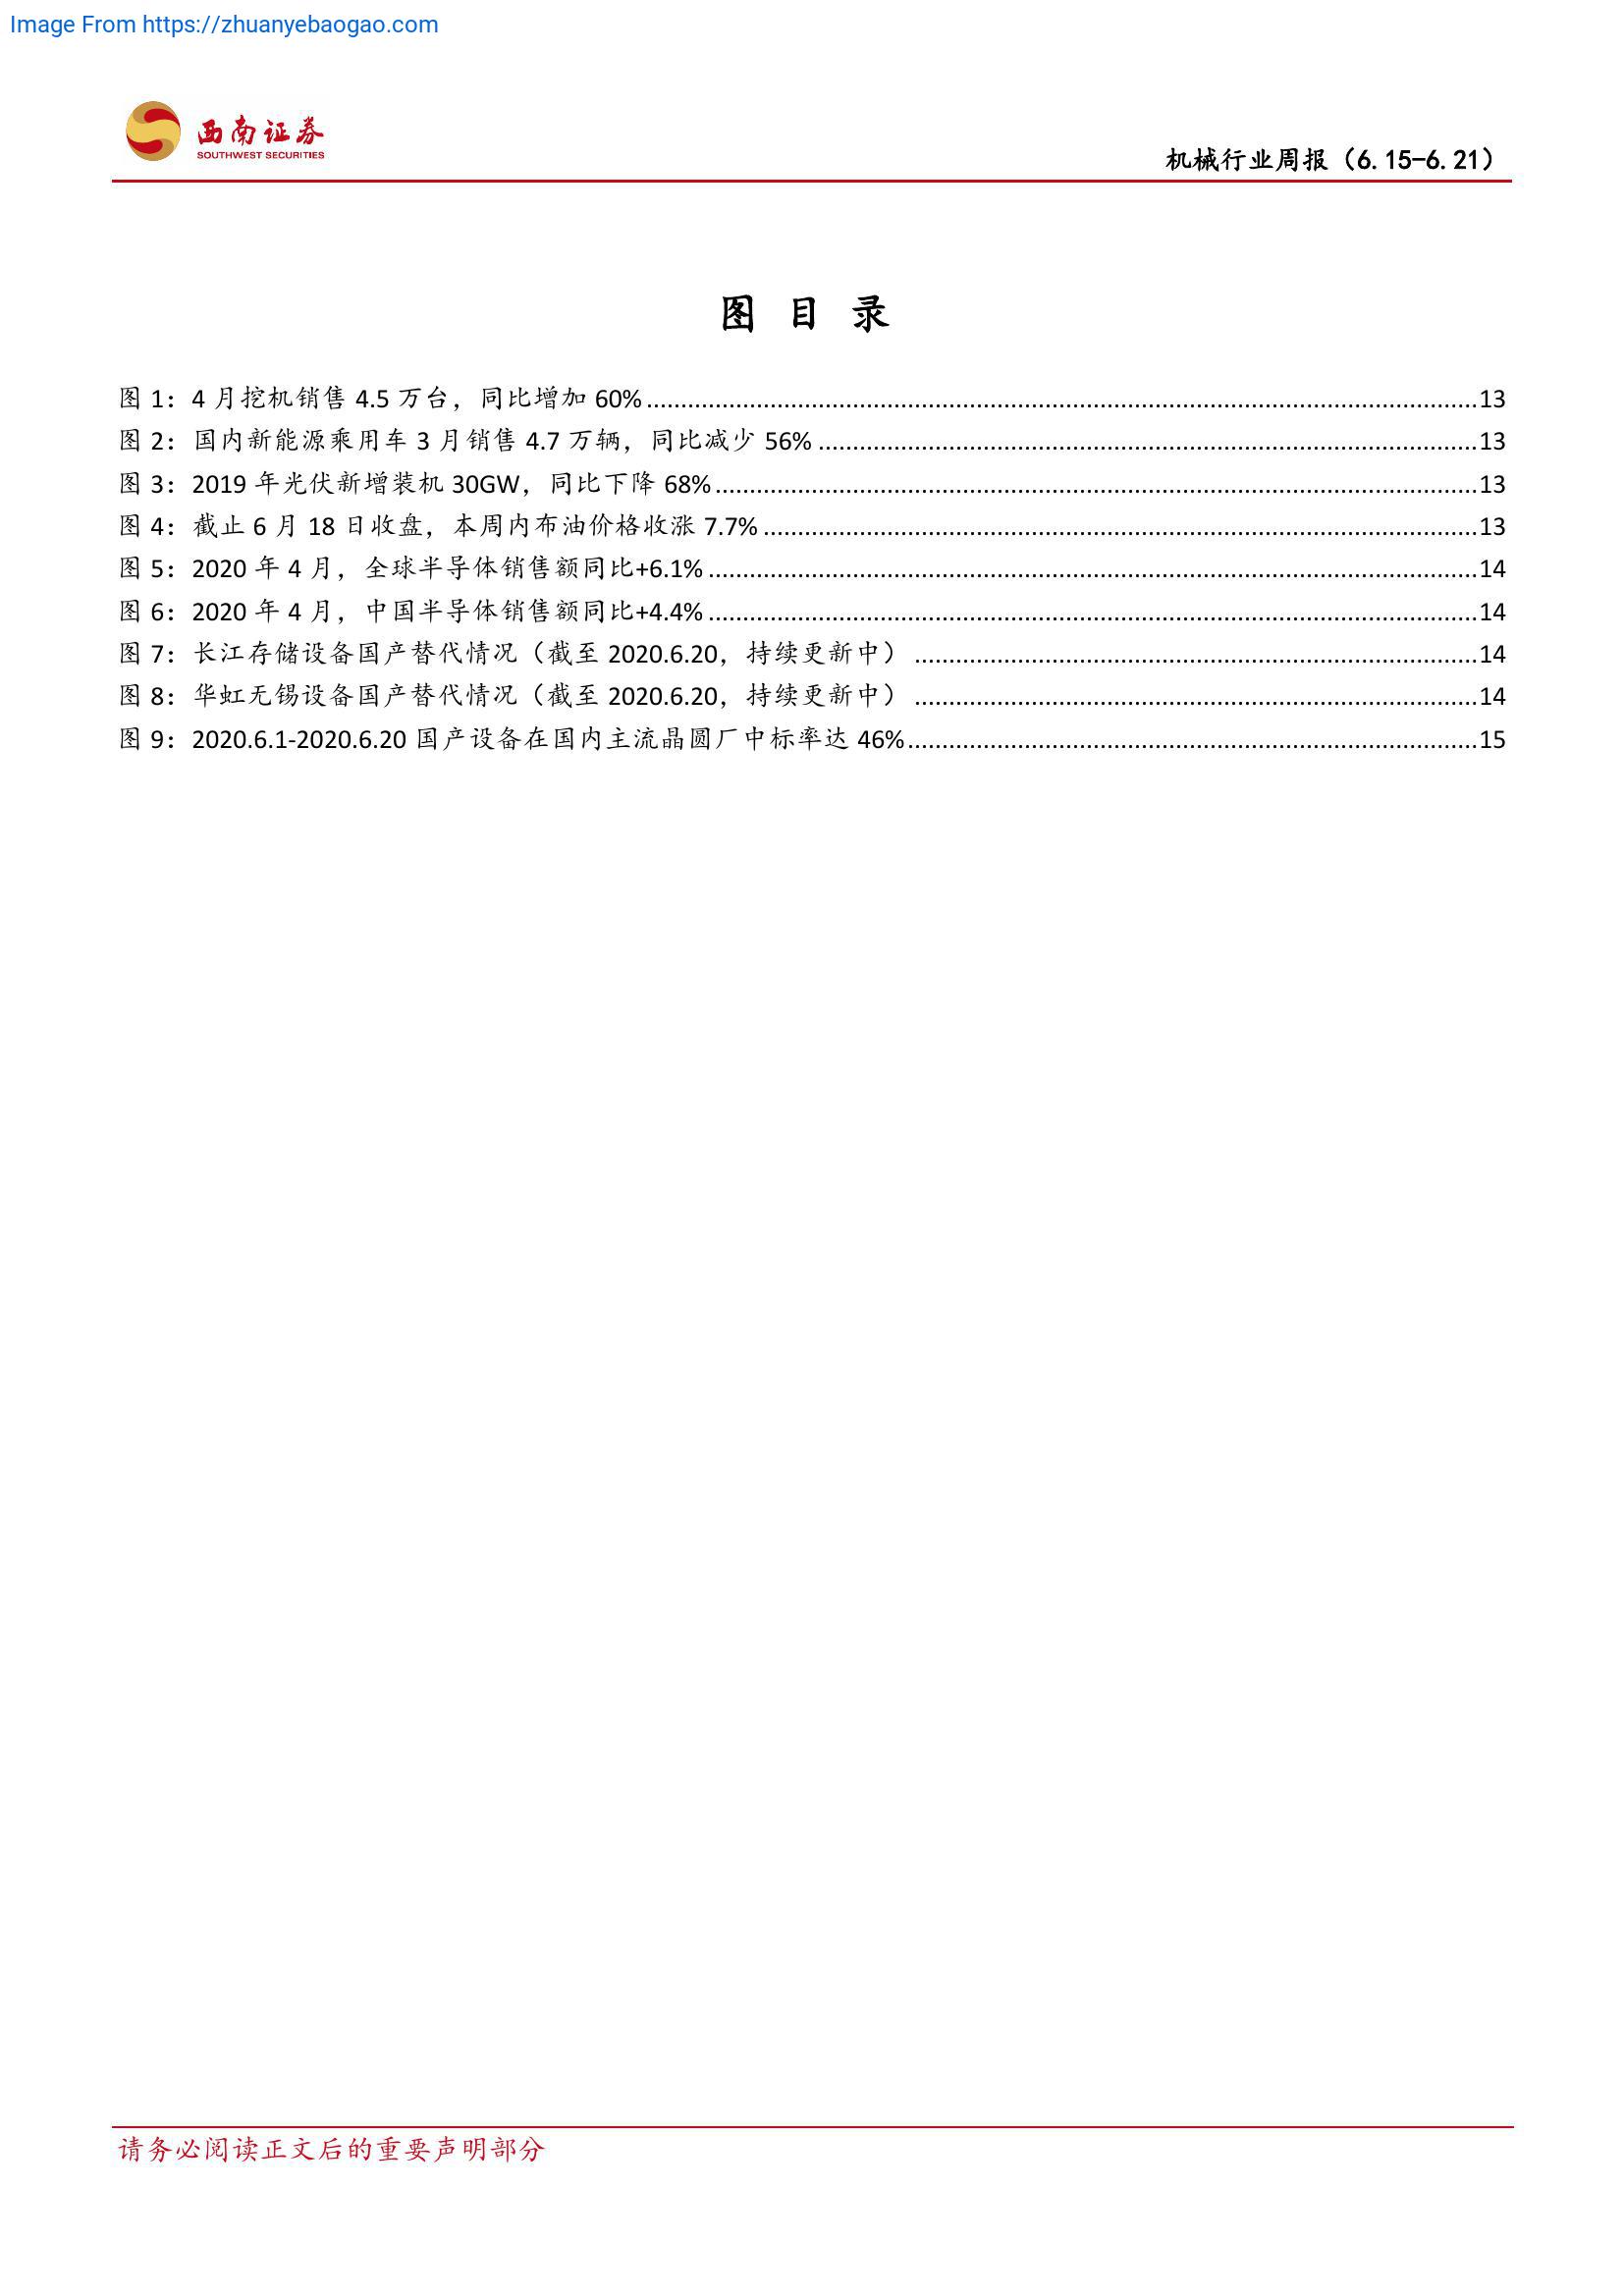 Image From https://zhuanyebaogao.com
西南证券
SOUTHWEST SECURITIES
机械行业周报（6.15-6.21）
图 目 录
图 1：4 月挖机销售 4.5 万台，同比增加 60%........................................13
图 2：国内新能源乘用车 3 月销售 4.7 万辆，同比减少 56%........................................13
图 3：2019 年光伏新增装机 30GW，同比下降 68%........................................13
图 4：截止 6 月 18 日收盘，本周内布油价格收涨 7.7%........................................13
图 5：2020 年 4 月，全球半导体销售额同比+6.1%........................................14
图 6：2020 年 4 月，中国半导体销售额同比+4.4%........................................14
图 7：长江存储设备国产替代情况（截至 2020.6.20，持续更新中）........................................14
图 8：华虹无锡设备国产替代情况（截至 2020.6.20，持续更新中）........................................14
图 9：2020.6.1-2020.6.20 国产设备在国内主流晶圆厂中标率达 46%........................................15
请务必阅读正文后的重要声明部分